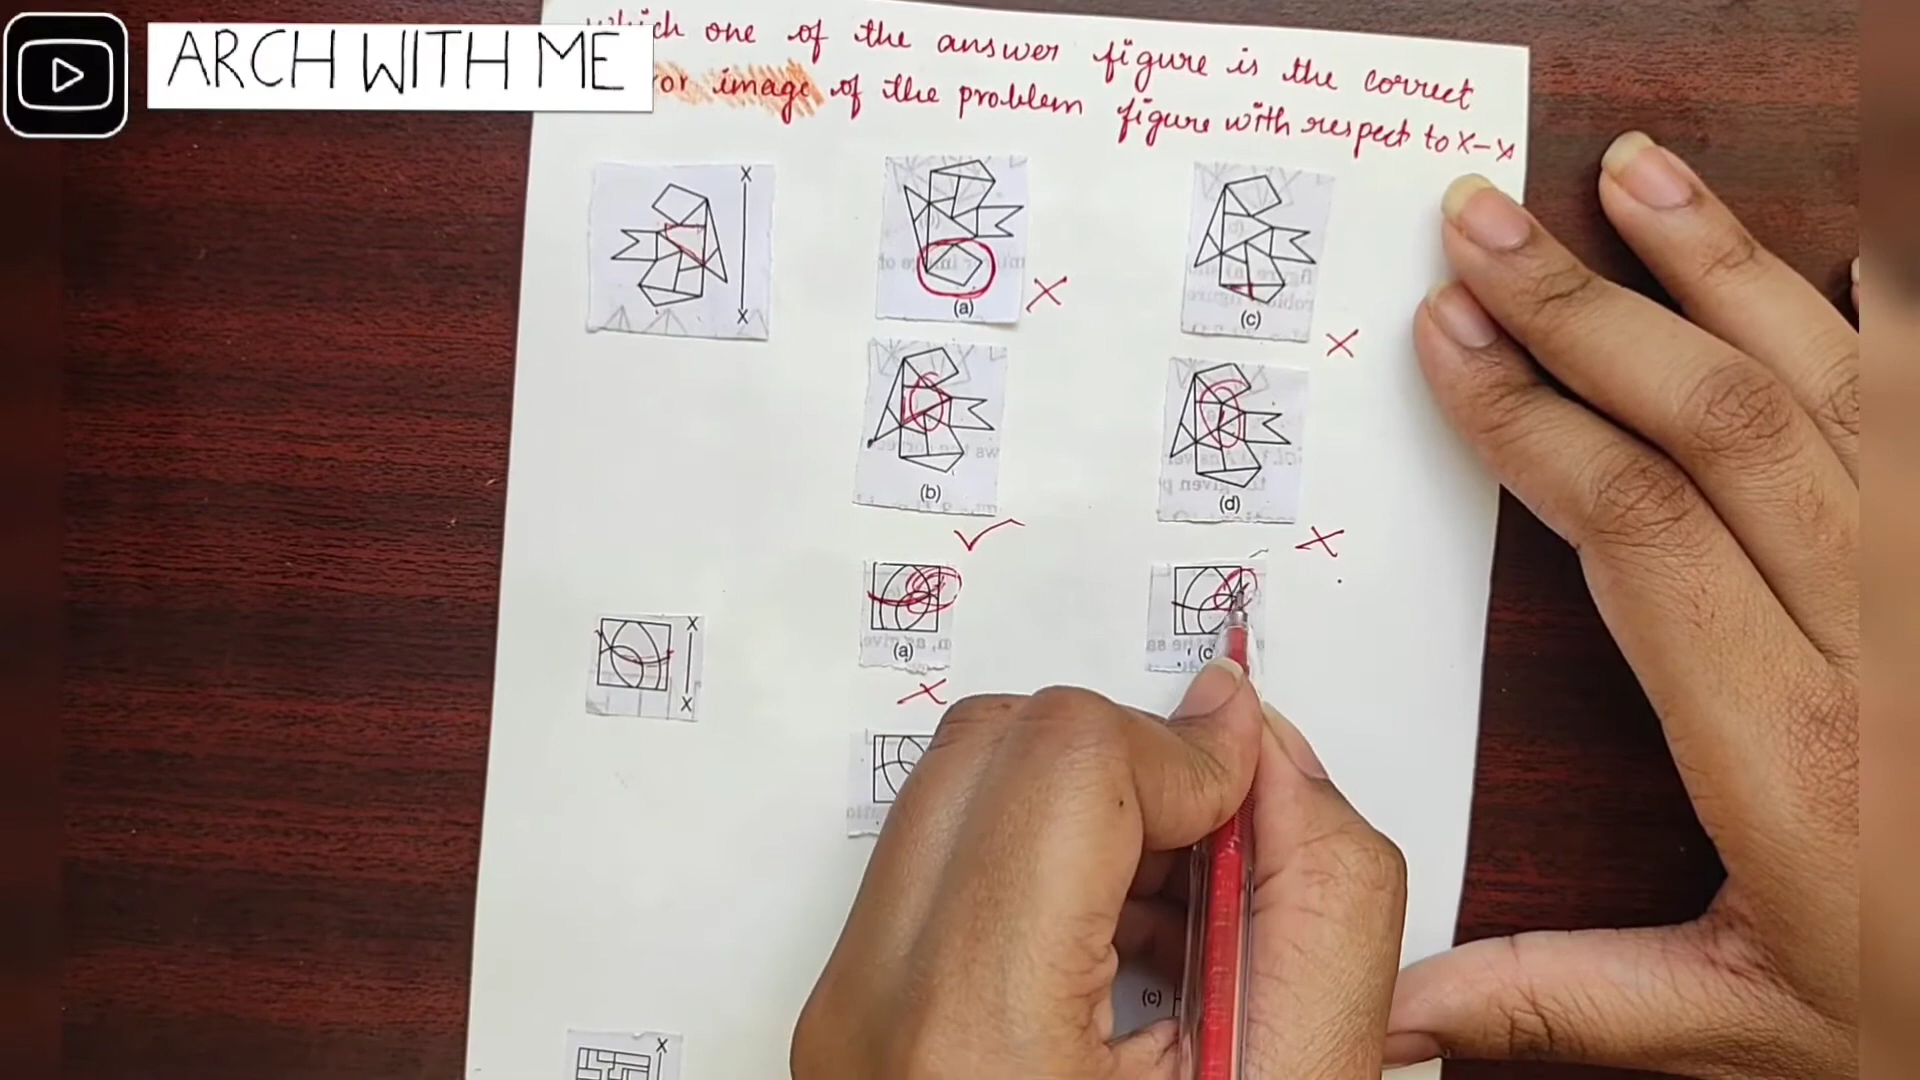 ARCH WITH ME
one of the answer figure is the correct
image of the problem figure with respect to X-X
X
X
(a)
(c)
(b)
(d)
X
X
(a)
(c)
X